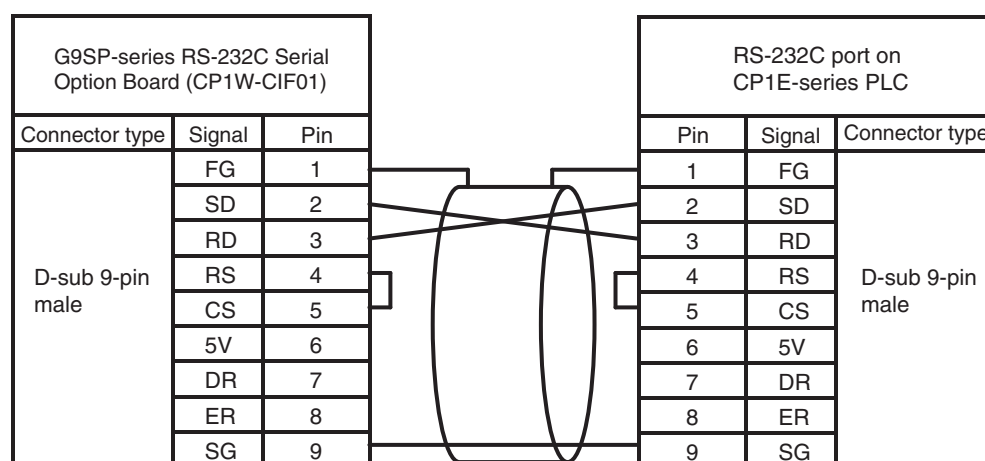 G9SP-series RS-232C Serial
Option Board (CP1W-CIF01)
Connector type Signal Pin
FG 1
SD 2
RD 3
RS 4
CS 5
5V 6
DR 7
ER 8
SG 9
D-sub 9-pin
male
RS-232C port on
CP1E-series PLC
Pin Signal Connector type
1 FG
2 SD
3 RD
4 RS
5 CS
6 5V
7 DR
8 ER
9 SG
D-sub 9-pin
male